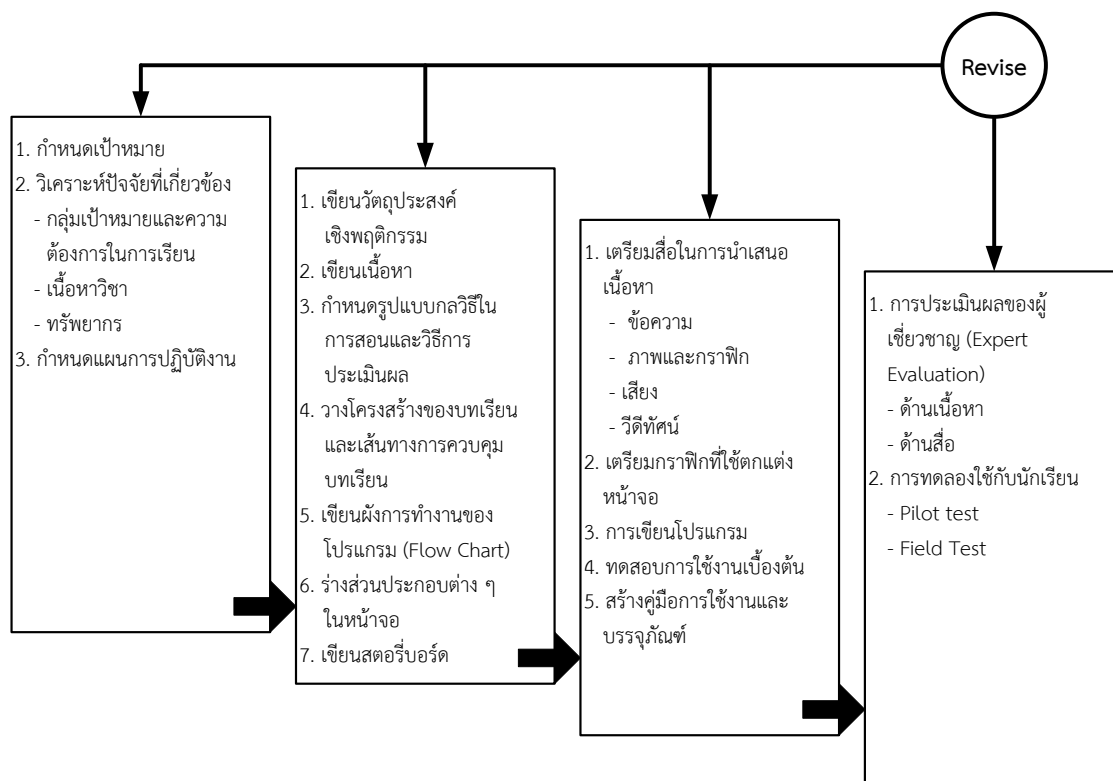 Revise
1. กำหนดเป้าหมาย
2. วิเคราะห์ปัจจัยที่เกี่ยวข้อง
- กลุ่มเป้าหมายและความ
ต้องการในการเรียน
- เนื้อหาวิชา
- ทรัพยากร
3. กำหนดแผนการปฏิบัติงาน
1. เขียนวัตถุประสงค์
เชิงพฤติกรรม
2. เขียนเนื้อหา
3. กำหนดรูปแบบกลวิธีใน
การสอนและวิธีการ
ประเมินผล
4. วางโครงสร้างของบทเรียน
และเส้นทางการควบคุม
บทเรียน
5. เขียนผังการทำงานของ
โปรแกรม (Flow Chart)
6. ร่างส่วนประกอบต่าง ๆ
ในหน้าจอ
7. เขียนสตอรี่บอร์ด
1. เตรียมสื่อในการนำเสนอ
เนื้อหา
- ข้อความ
- ภาพและกราฟิก
- เสียง
- วีดีทัศน์
2. เตรียมกราฟิกที่ใช้ตกแต่ง
หน้าจอ
3. การเขียนโปรแกรม
4. ทดสอบการใช้งานเบื้องต้น
5. สร้างคู่มือการใช้งานและ
บรรจุภัณฑ์
1. การประเมินผลของผู้
เชี่ยวชาญ (Expert
Evaluation)
- ด้านเนื้อหา
- ด้านสื่อ
2. การทดลองใช้กับนักเรียน
- Pilot test
- Field Test